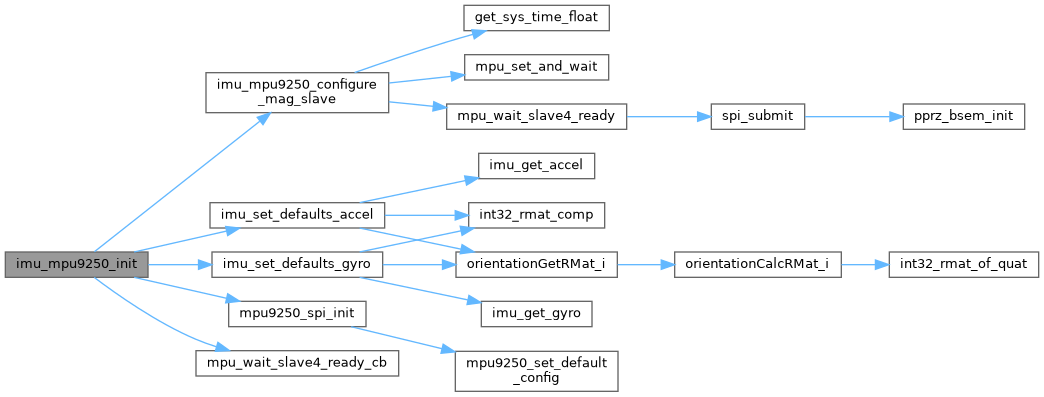 get_sys_time_float
imu_mpu9250_configure
_mag_slave
mpu_set_and_wait
mpu_wait_slave4_ready
spi_submit
pprz_bsem_init
imu_get_accel
imu_set_defaults_accel
int32_rmat_comp
imu_mpu9250_init
imu_set_defaults_gyro
orientationGetRMat_i
orientationCalcRMat_i
int32_rmat_of_quat
mpu9250_spi_init
imu_get_gyro
mpu_wait_slave4_ready_cb
mpu9250_set_default
_config